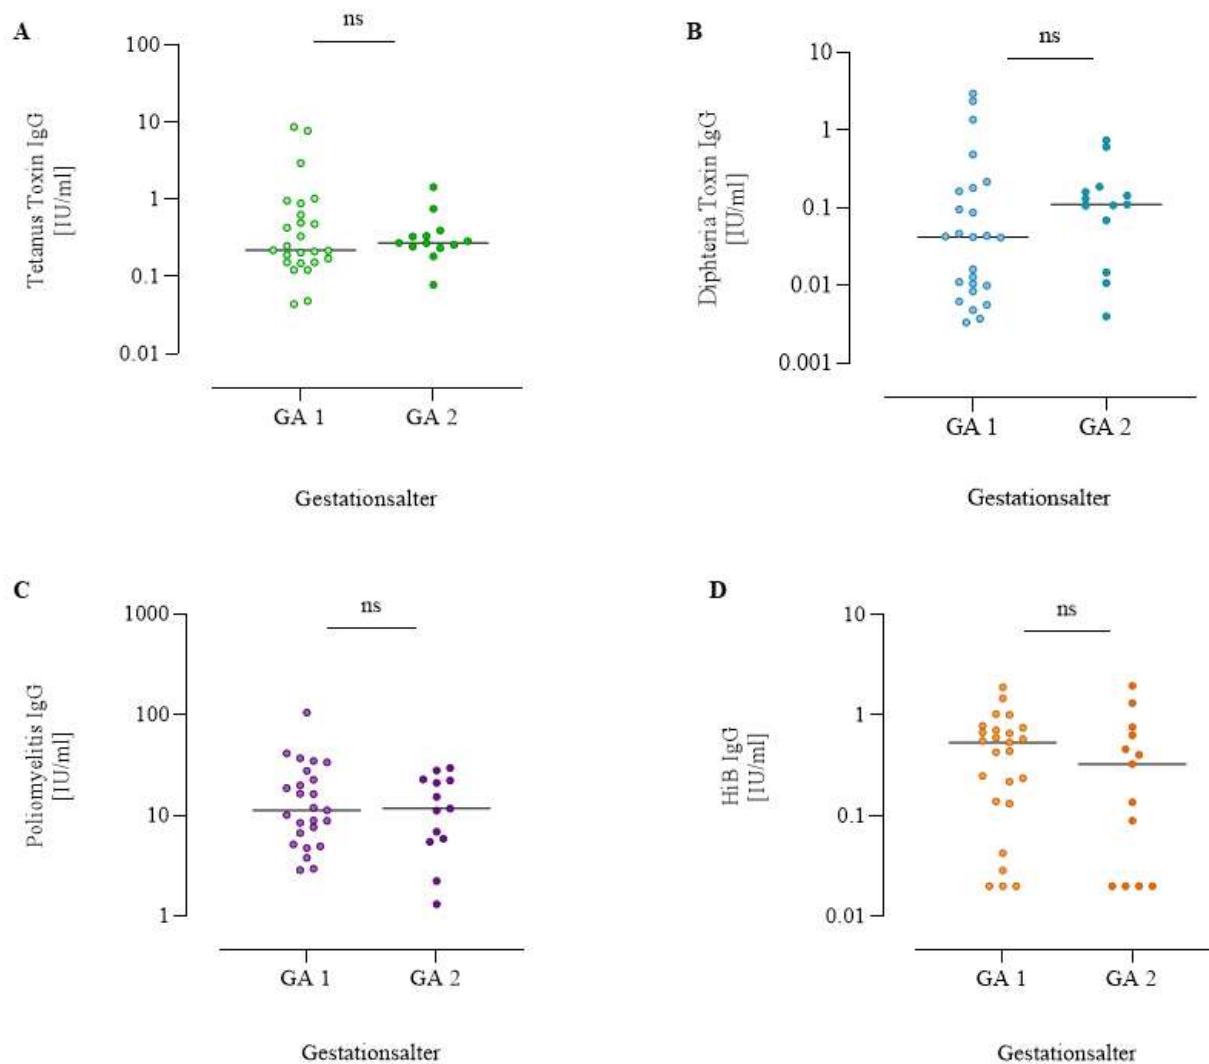 A
ns
100
10
1
0.1
0.01
Tetanus Toxin IgG
[IU/ml]
GA 1
GA 2
Gestationsalter
B
ns
10
1
0.1
0.01
0.001
Diphteria Toxin IgG
[IU/ml]
GA 1
GA 2
Gestationsalter
C
ns
1000
100
10
1
Poliomyelitis IgG
[IU/ml]
GA 1
GA 2
Gestationsalter
D
ns
10
1
0.1
0.01
HiB IgG
[IU/ml]
GA 1
GA 2
Gestationsalter